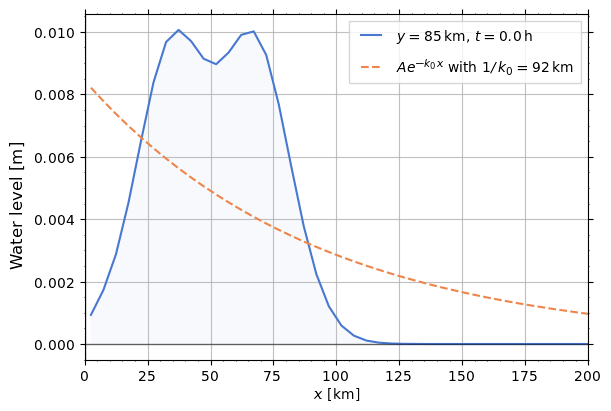 Water level [m]
0.010
0.008
0.006
0.004
0.002
0.000
y = 85 km, t = 0.0 h
Ae^{-k_0 x} with 1/k_0 = 92 km
0 25 50 75 100 125 150 175 200
x [km]